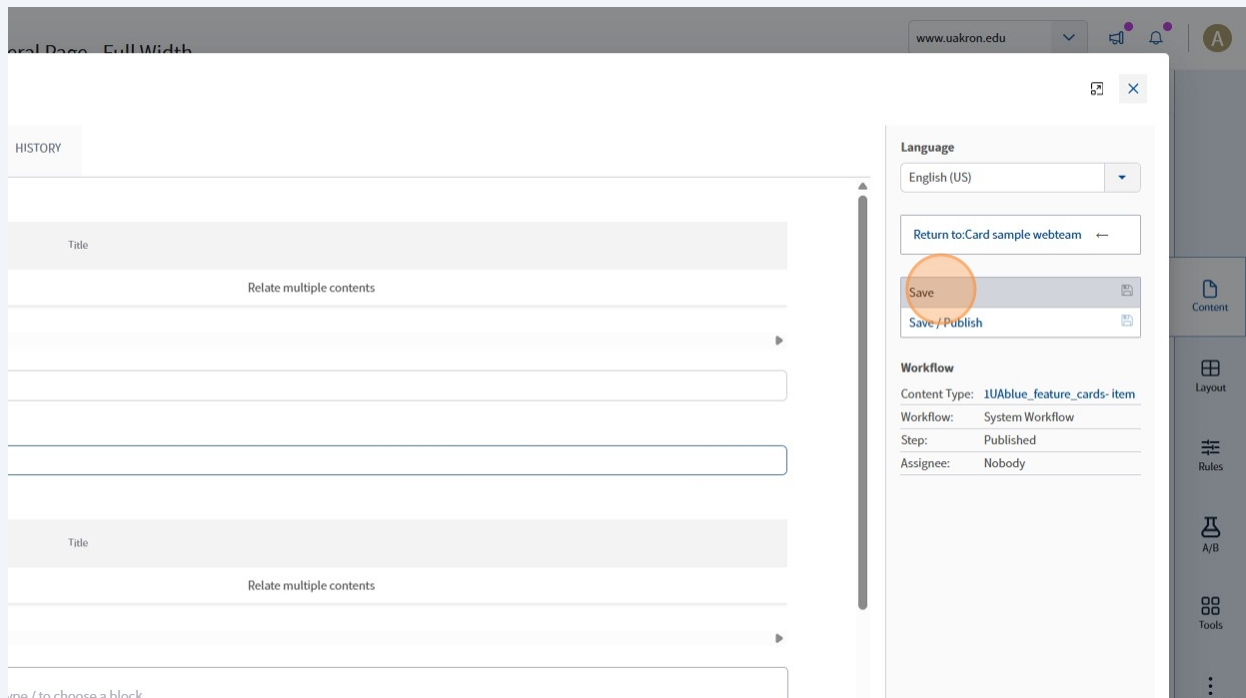 eral Page - Full Width
www.uakron.edu
A
HISTORY
Language
English (US)
Title
Return to:Card sample webteam ←
Relate multiple contents
Save
Save / Publish
Content
Workflow
Content Type: 1UAblue_feature_cards- item
Workflow: System Workflow
Step: Published
Assignee: Nobody
Layout
Rules
Title
A/B
Relate multiple contents
Tools
ype / to choose a block